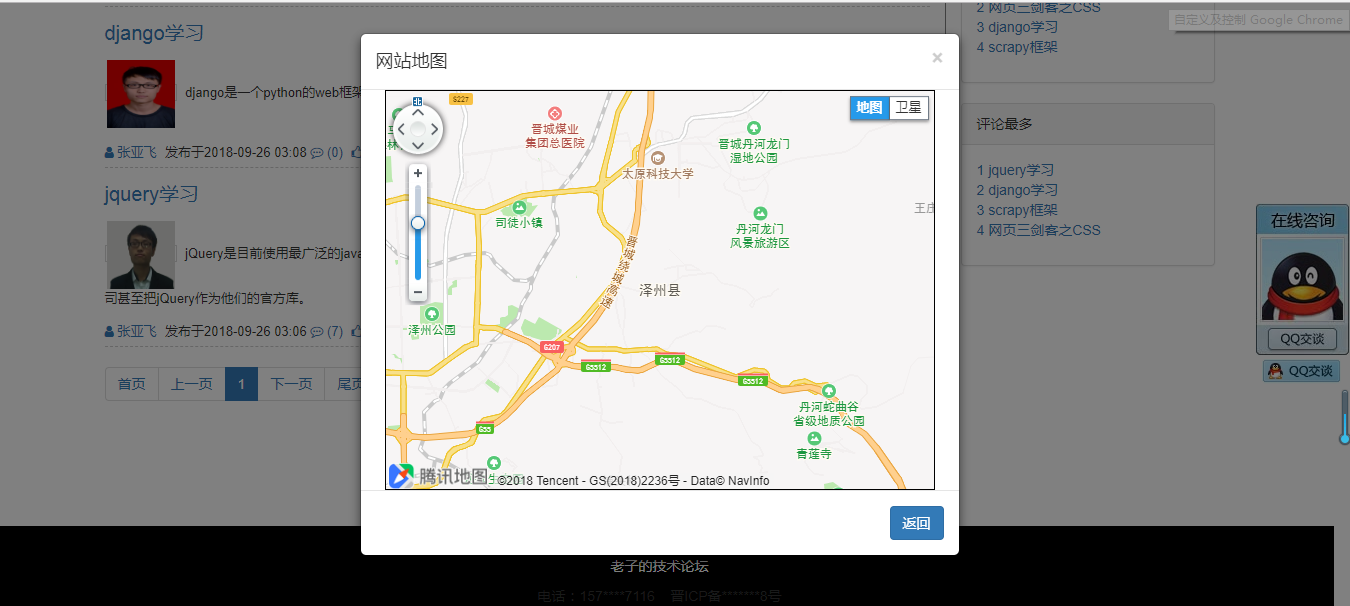 django学习
django是一个python的web框架
张亚飞 发布于2018-09-26 03:08 (0)
jquery学习
jQuery是目前使用最广泛的java
司甚至把jQuery作为他们的官方库。
张亚飞 发布于2018-09-26 03:06 (7)
首页 上一页 1 下一页 尾页
网站地图 ×
北
S227
晋城煤业
集团总医院
太原科技大学
晋城丹河龙门
湿地公园
地图 卫星
司徒小镇
丹河龙门
风景旅游区
王庄
晋城绕城高速
泽州县
泽州公园
G207
G5512
G5512
G5512
G55
丹河蛇曲谷
省级地质公园
青莲寺
腾讯地图
©2018 Tencent - GS(2018)2236号 - Data© NavInfo
返回
2 网页三剑客之CSS
3 django学习
4 scrapy框架
自定义及控制 Google Chrome
评论最多
1 jquery学习
2 django学习
3 scrapy框架
4 网页三剑客之CSS
在线咨询
QQ交谈
QQ交谈
老子的技术论坛
电话：157****7116 晋ICP备*******8号